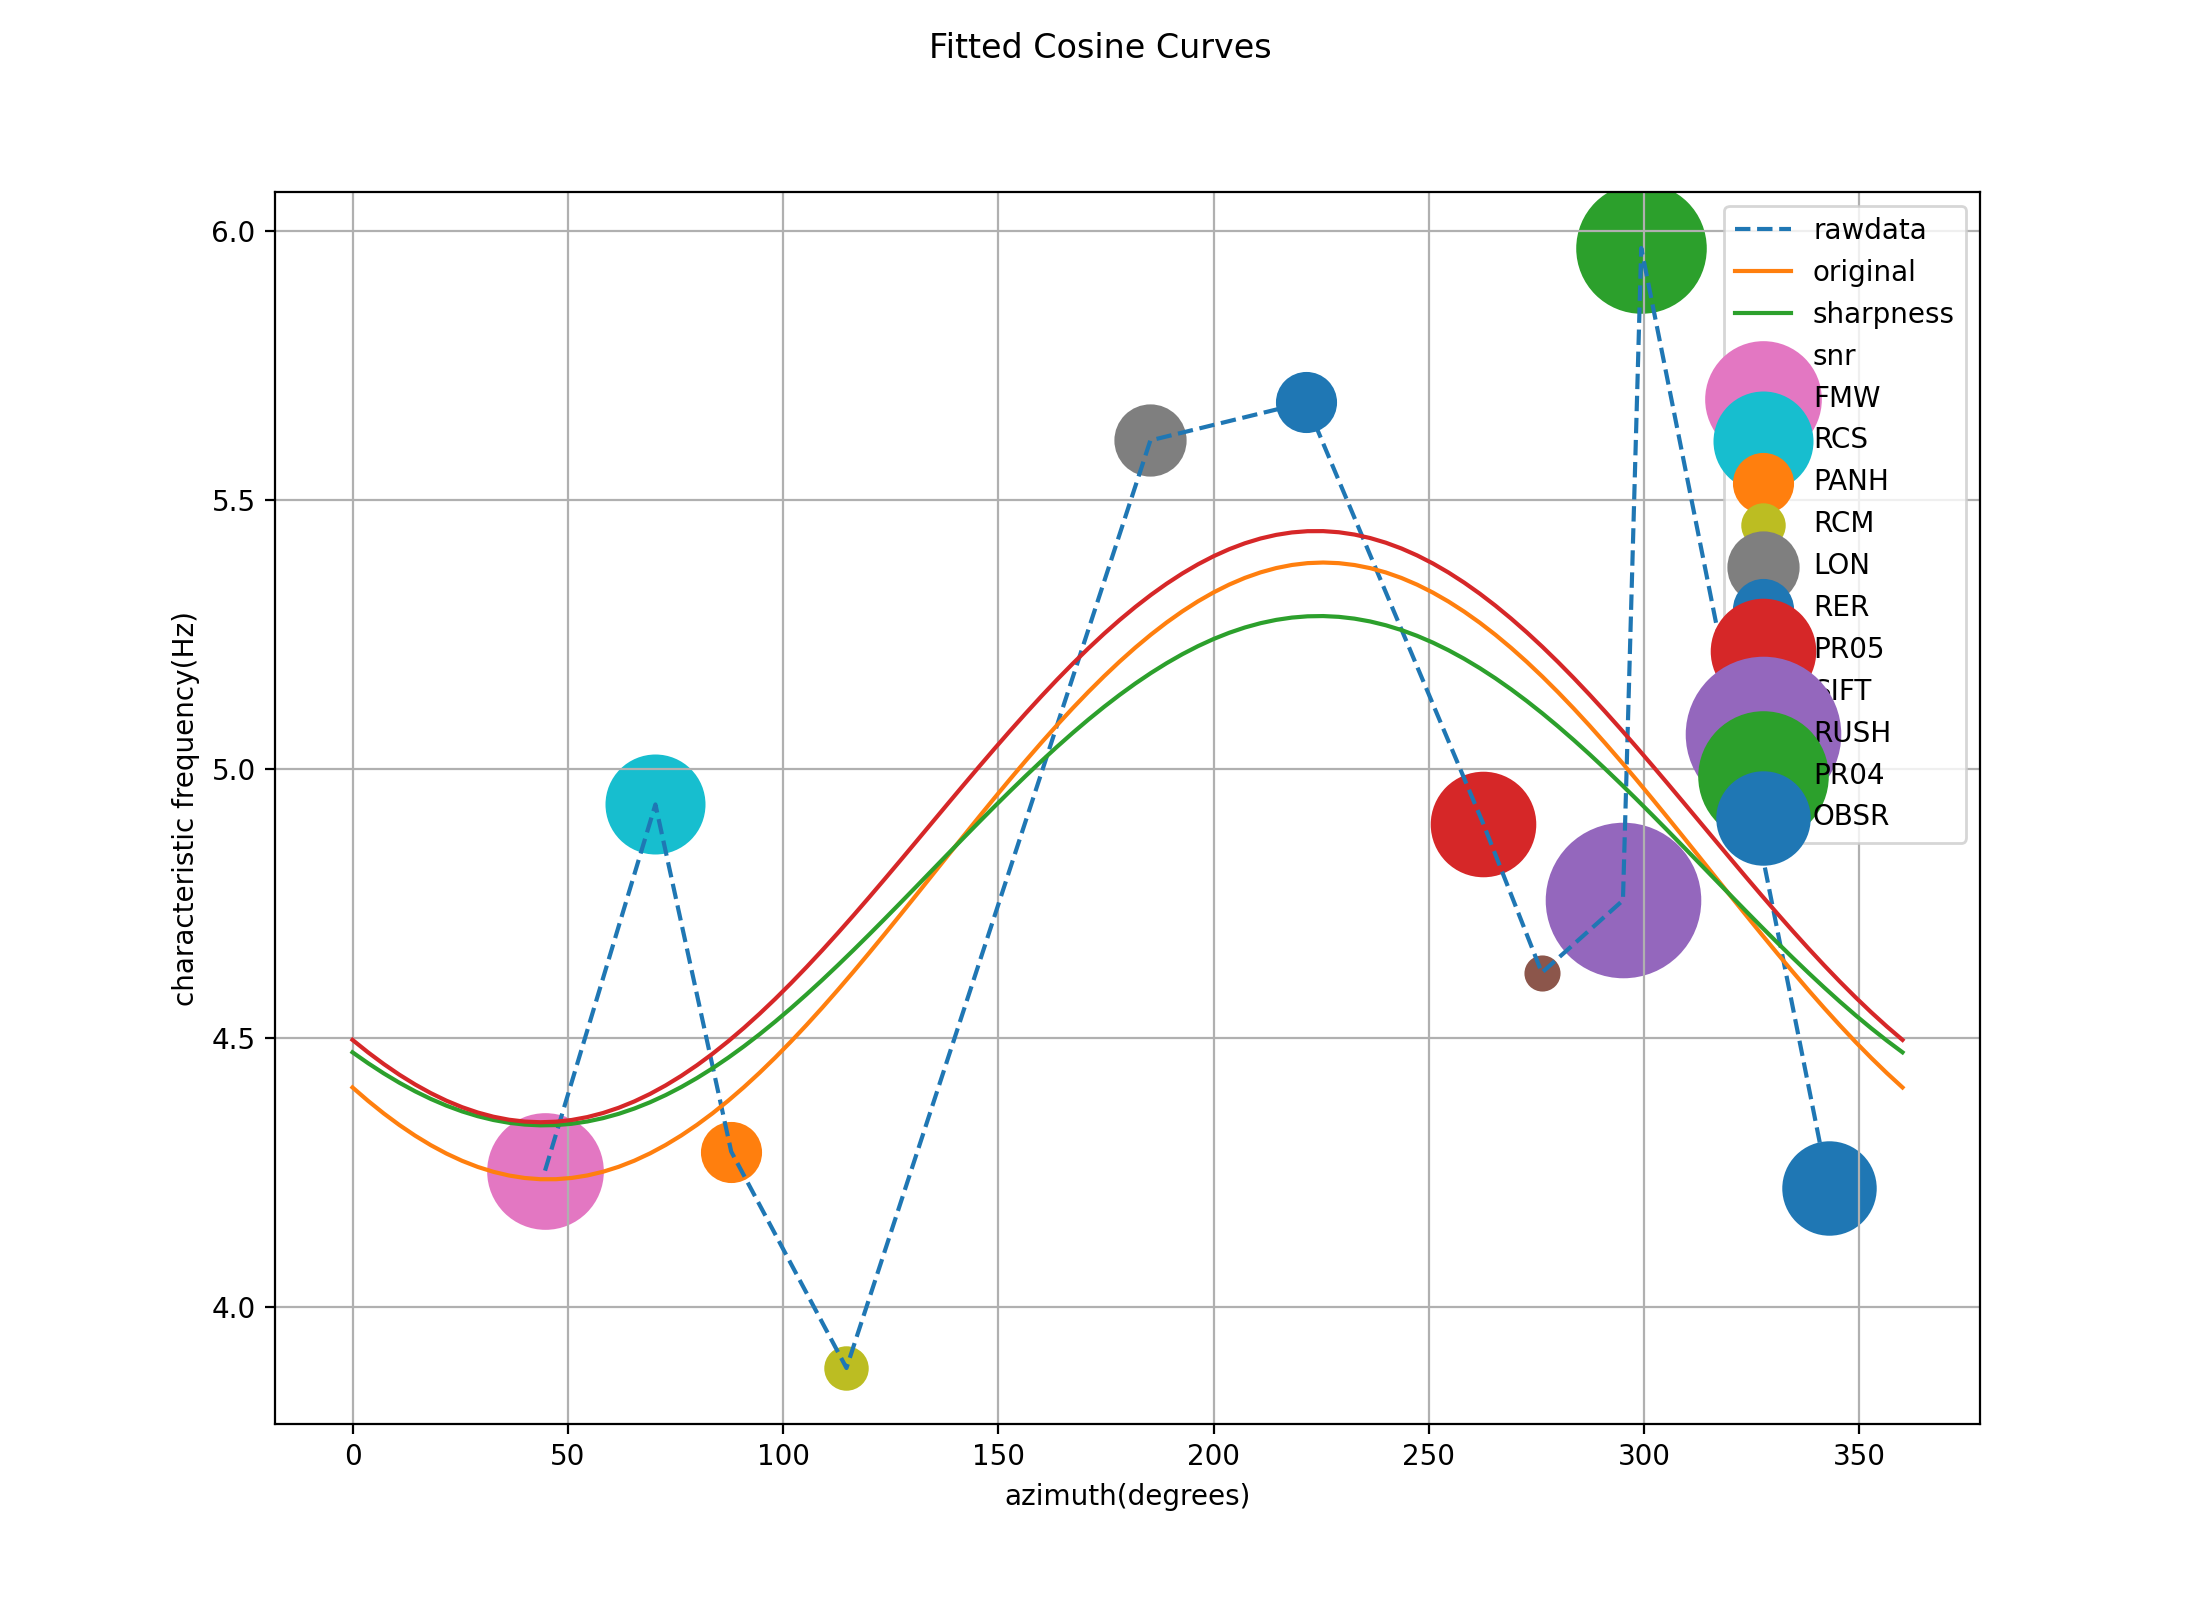 Fitted Cosine Curves
6.0
5.5
5.0
4.5
4.0
characteristic frequency(Hz)
rawdata
original
sharpness
snr
FMW
RCS
PANH
RCM
LON
RER
PR05
SIFT
RUSH
PR04
OBSR
0 50 100 150 200 250 300 350
azimuth(degrees)